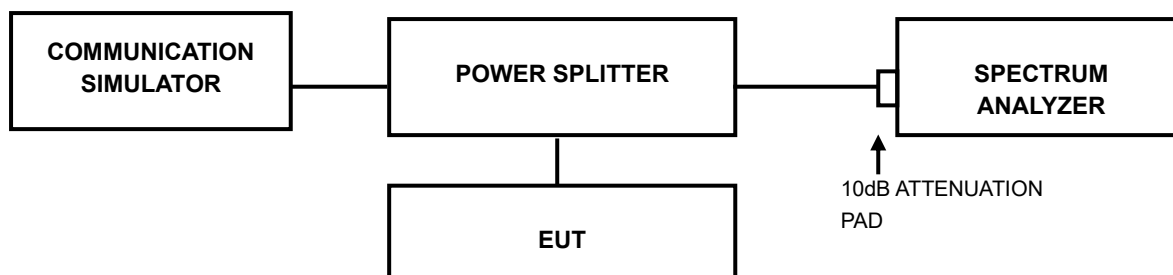 COMMUNICATION
SIMULATOR
POWER SPLITTER
SPECTRUM
ANALYZER
10dB ATTENUATION
PAD
EUT